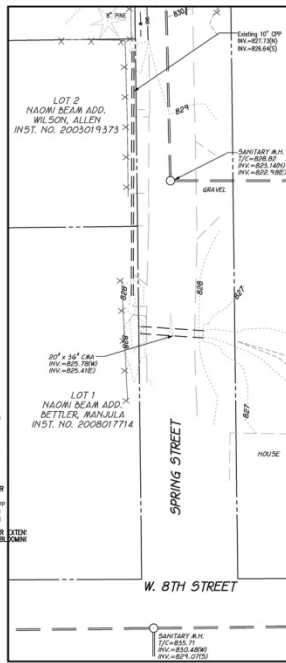 8" PINE
830
Existing 10" CPP
INV.=827.73(N)
INV.=826.64(S)
LOT 2
NAOMI BEAM ADD.
WILSON, ALLEN
INST. NO. 2003019373
829
SANITARY M.H.
T/C=828.82
INV.=823.14(N)
INV.=822.98(E)
GRAVEL
828
828
827
828
20" x 36" CMA
INV.=825.78(W)
INV.=825.41(E)
LOT 1
NAOMI BEAM ADD.
BETTLER, MANJULA
INST. NO. 2008017714
827
SPRING STREET
HOUSE
W. 8TH STREET
SANITARY M.H.
T/C=835.71
INV.=830.48(W)
INV.=829.07(S)